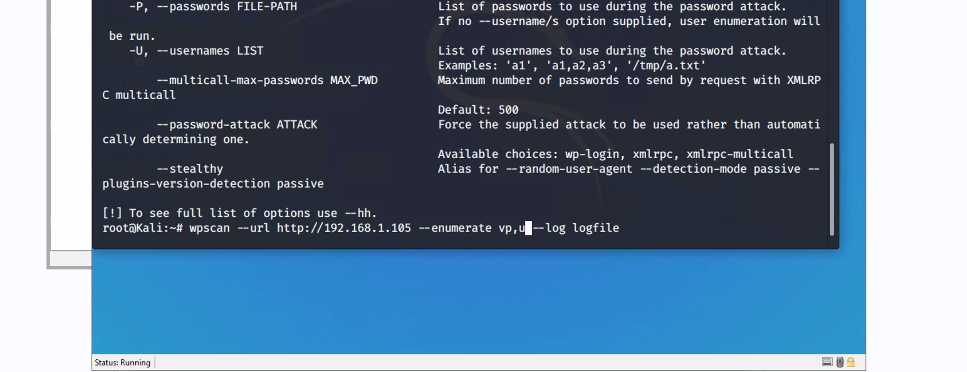 -P, --passwords FILE-PATH List of passwords to use during the password attack.
If no --username/s option supplied, user enumeration will
be run.
-U, --usernames LIST List of usernames to use during the password attack.
Examples: 'a1', 'a1,a2,a3', '/tmp/a.txt'
--multicall-max-passwords MAX_PWD Maximum number of passwords to send by request with XMLRP
C multicall
Default: 500
--password-attack ATTACK Force the supplied attack to be used rather than automati
cally determining one.
Available choices: wp-login, xmlrpc, xmlrpc-multicall
--stealthy Alias for --random-user-agent --detection-mode passive --
plugins-version-detection passive
[!] To see full list of options use --hh.
root@Kali:~# wpscan --url http://192.168.1.105 --enumerate vp,u --log logfile
Status: Running